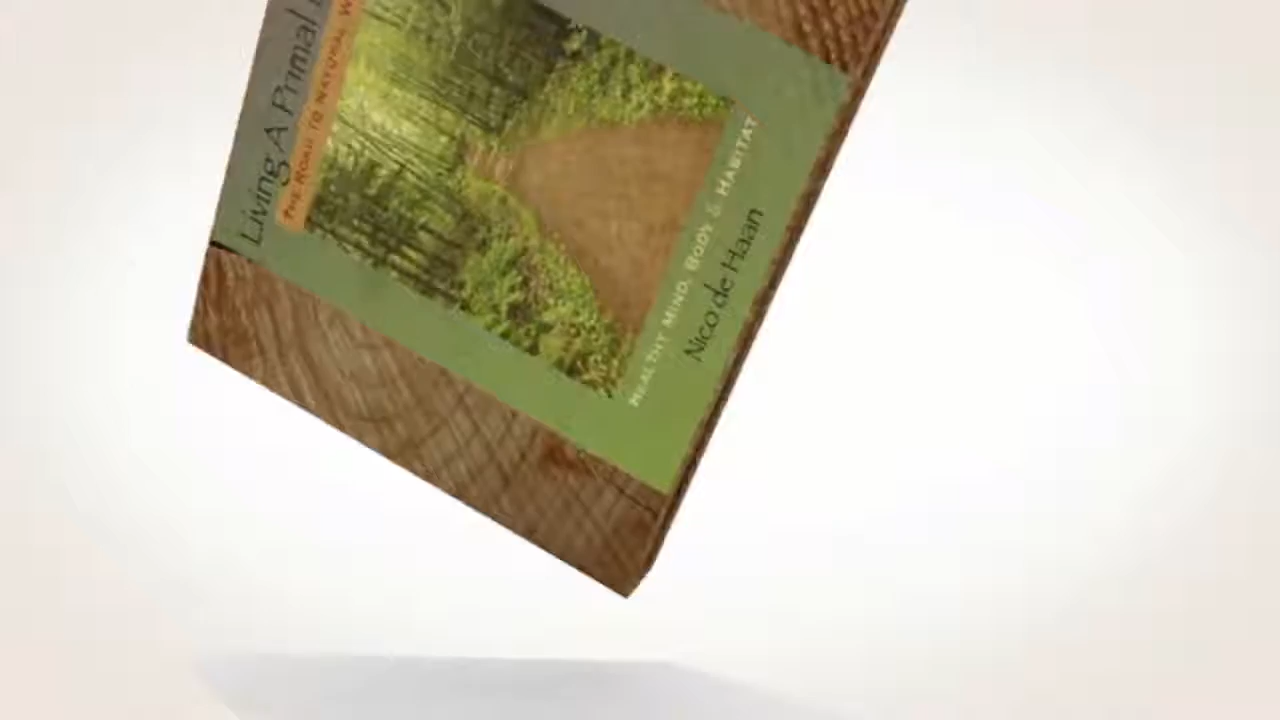 Living A Primal
THE ROAD TO NATURAL
HEALTHY MIND, BODY & HABITAT
Nico de Haan